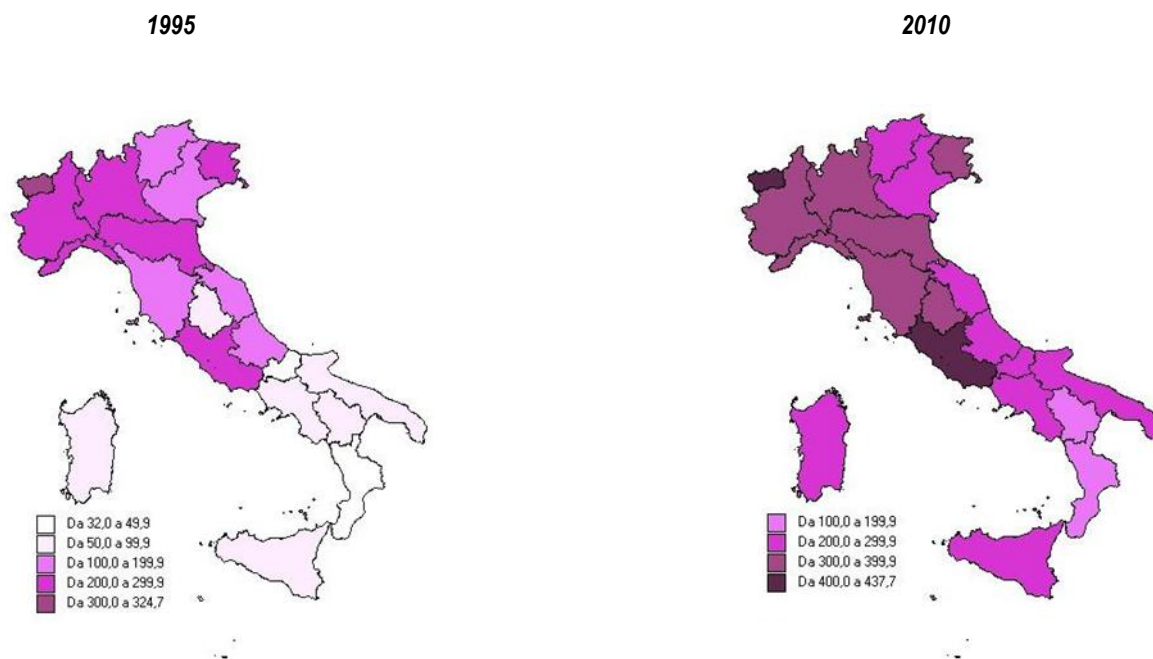 1995
2010
Da 32,0 a 49,9
Da 50,0 a 99,9
Da 100,0 a 199,9
Da 200,0 a 299,9
Da 300,0 a 324,7
Da 100,0 a 199,9
Da 200,0 a 299,9
Da 300,0 a 399,9
Da 400,0 a 437,7